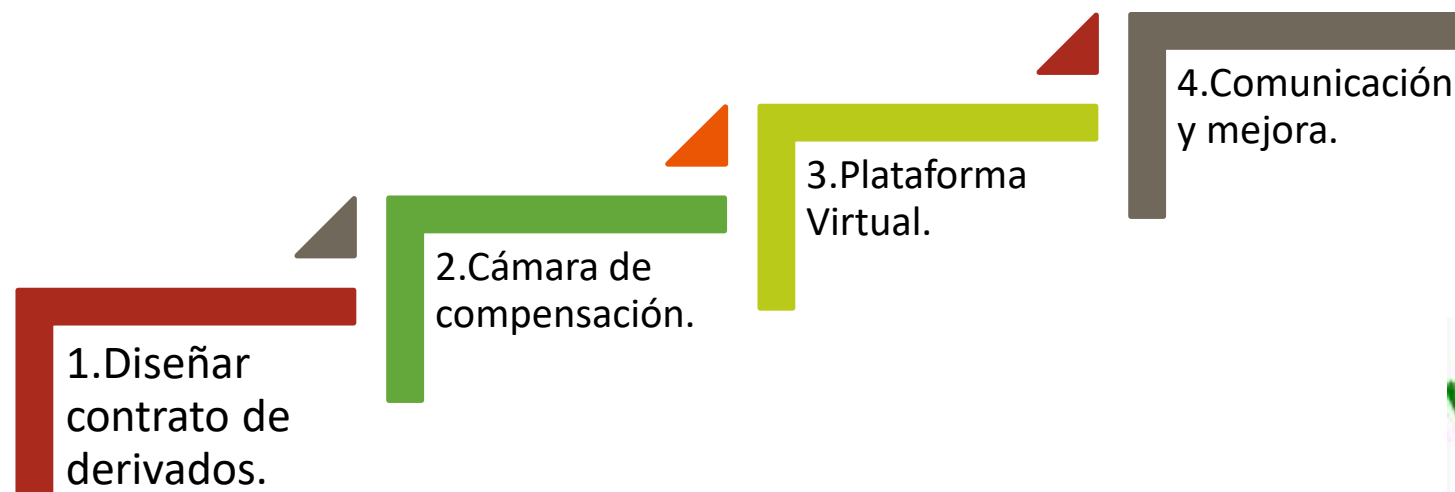 1.Diseñar
contrato de
derivados.
2.Cámara de
compensación.
3.Plataforma
Virtual.
4.Comunicación
y mejora.